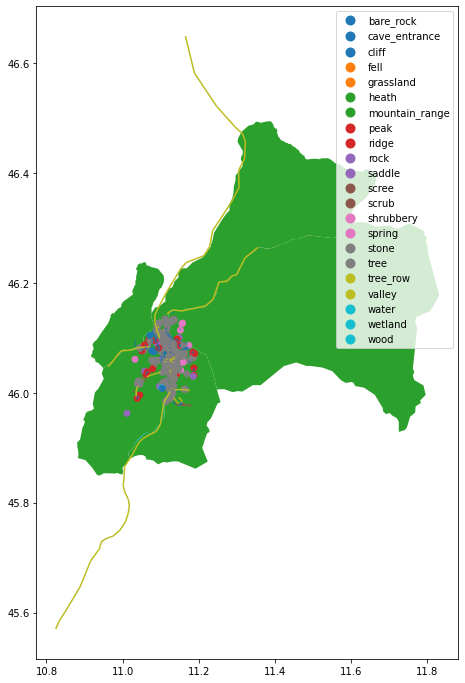 bare_rock
cave_entrance
cliff
fell
grassland
heath
mountain_range
peak
ridge
rock
saddle
scree
scrub
shrubbery
spring
stone
tree
tree_row
valley
water
wetland
wood
46.6
46.4
46.2
46.0
45.8
45.6
10.8 11.0 11.2 11.4 11.6 11.8